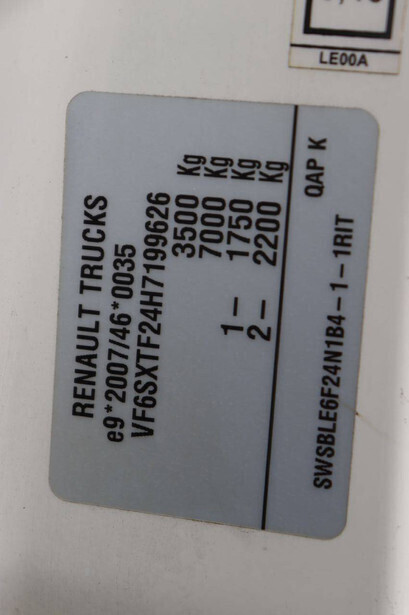 RENAULT TRUCKS
e9*2007/46*0035
VF6SXTF24H7199626
3500 Kg
7000 Kg
1– 1750 Kg
2– 2200 Kg
SWSBLE6F24N1B4–1–1RIT QAP K
LE00A